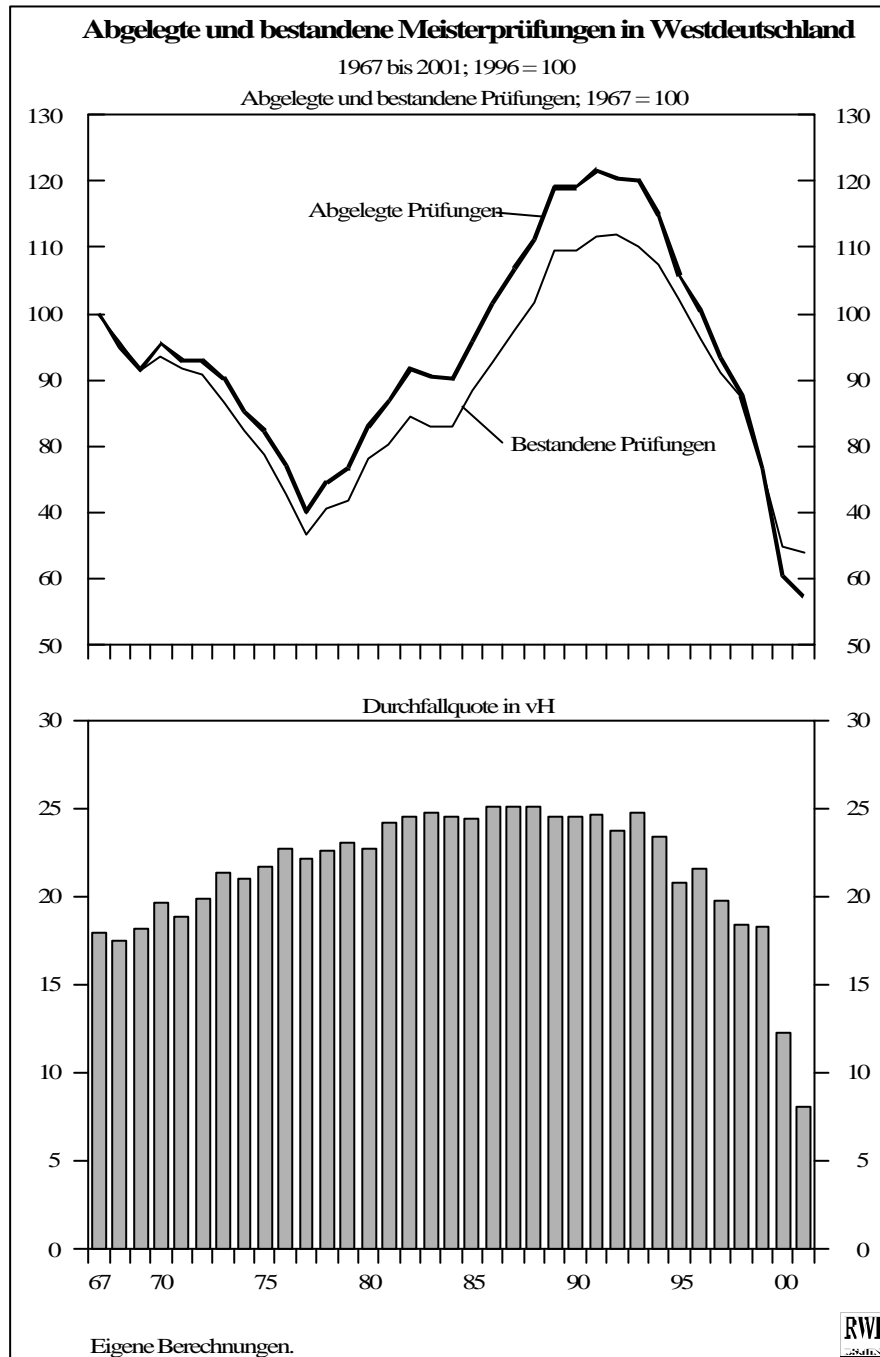 Abgelegte und bestandene Meisterprüfungen in Westdeutschland
1967 bis 2001; 1996 = 100
Abgelegte und bestandene Prüfungen; 1967 = 100
130 130
120 120
Abgelegte Prüfungen
110 110
100 100
90 90
80 Bestandene Prüfungen 80
40 40
60 60
50 50
Durchfallquote in vH
30 30
25 25
20 20
15 15
10 10
5 5
0 0
67 70 75 80 85 90 95 00
Eigene Berechnungen.
RWI